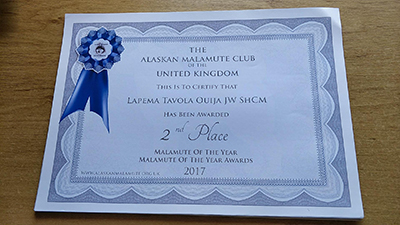 The
Alaskan Malamute Club
of the
United Kingdom
This Is To Certify That
Lapema Tavola Ouija JW ShCM
Has Been Awarded
2nd Place
Malamute Of The Year
Malamute Of The Year Awards
2017